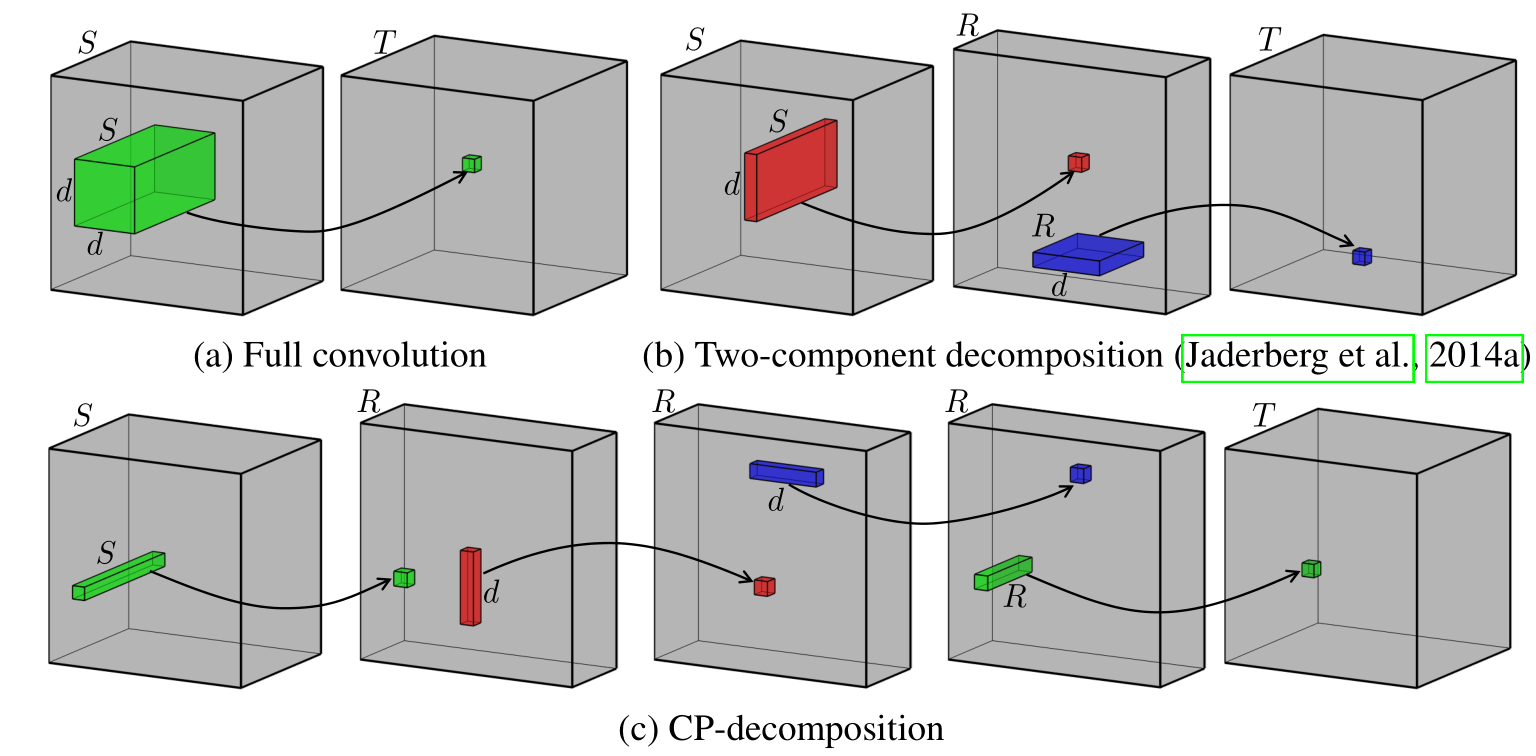 S T S R T
S S
d d R
d d
(a) Full convolution (b) Two-component decomposition (Jaderberg et al., 2014a)
S R R R T
d
S d R
(c) CP-decomposition